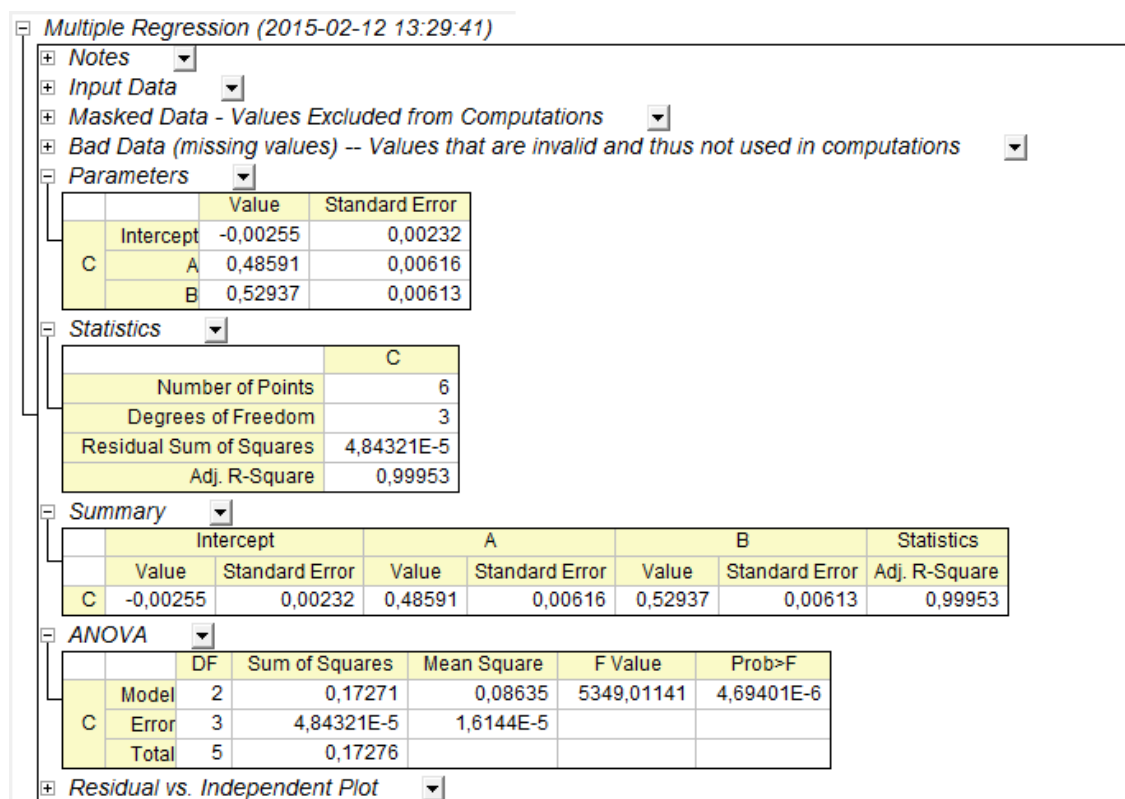 Multiple Regression (2015-02-12 13:29:41)
Notes
Input Data
Masked Data - Values Excluded from Computations
Bad Data (missing values) -- Values that are invalid and thus not used in computations
Parameters
Value Standard Error
Intercept -0,00255 0,00232
C A 0,48591 0,00616
B 0,52937 0,00613
Statistics
C
Number of Points 6
Degrees of Freedom 3
Residual Sum of Squares 4,84321E-5
Adj. R-Square 0,99953
Summary
Intercept A B Statistics
Value Standard Error Value Standard Error Value Standard Error Adj. R-Square
C -0,00255 0,00232 0,48591 0,00616 0,52937 0,00613 0,99953
ANOVA
DF Sum of Squares Mean Square F Value Prob>F
Model 2 0,17271 0,08635 5349,01141 4,69401E-6
C Error 3 4,84321E-5 1,6144E-5
Total 5 0,17276
Residual vs. Independent Plot